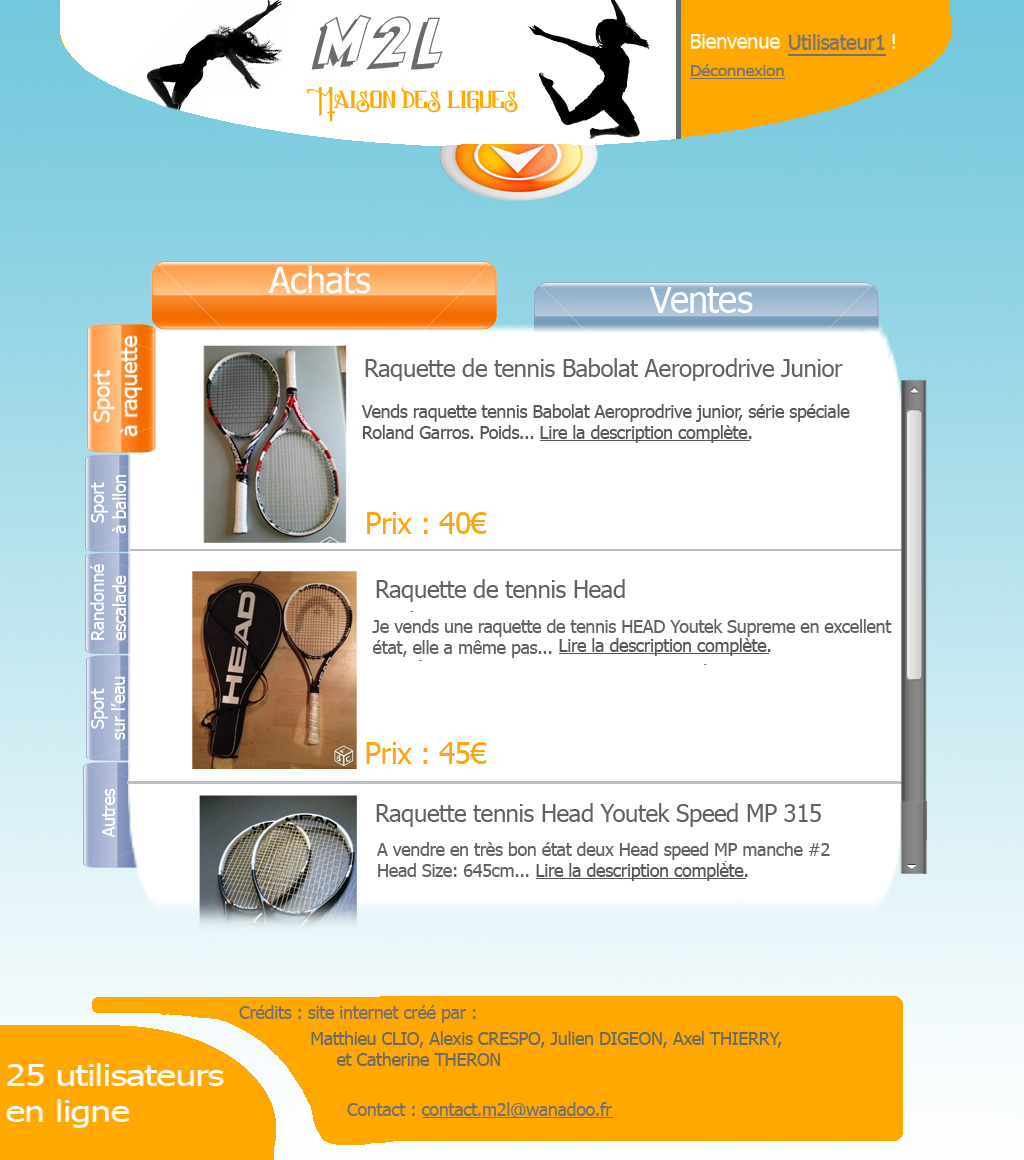 M2L
Maison des ligues
Bienvenue Utilisateur1 !
Déconnexion
Achats
Ventes
Sport
à raquette
Sport
à ballon
Randonné
escalade
Sport
sur l'eau
Autres
Raquette de tennis Babolat Aeroprodrive Junior
Vends raquette tennis Babolat Aeroprodrive junior, série spéciale
Roland Garros. Poids... Lire la description complète.
Prix : 40€
HEAD
Raquette de tennis Head
Je vends une raquette de tennis HEAD Youtek Supreme en excellent
état, elle a même pas... Lire la description complète.
Prix : 45€
Raquette tennis Head Youtek Speed MP 315
A vendre en très bon état deux Head speed MP manche #2
Head Size: 645cm... Lire la description complète.
Crédits : site internet créé par :
Matthieu CLIO, Alexis CRESPO, Julien DIGEON, Axel THIERRY,
et Catherine THERON
Contact : contact.m2l@wanadoo.fr
25 utilisateurs
en ligne